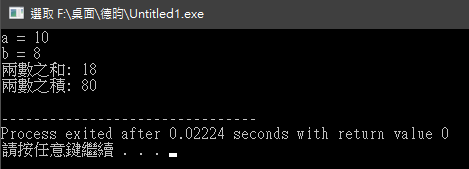 選取 F:\桌面\德昀\Untitled1.exe
a = 10
b = 8
兩數之和: 18
兩數之積: 80
--------------------------------
Process exited after 0.02224 seconds with return value 0
請按任意鍵繼續 . . .